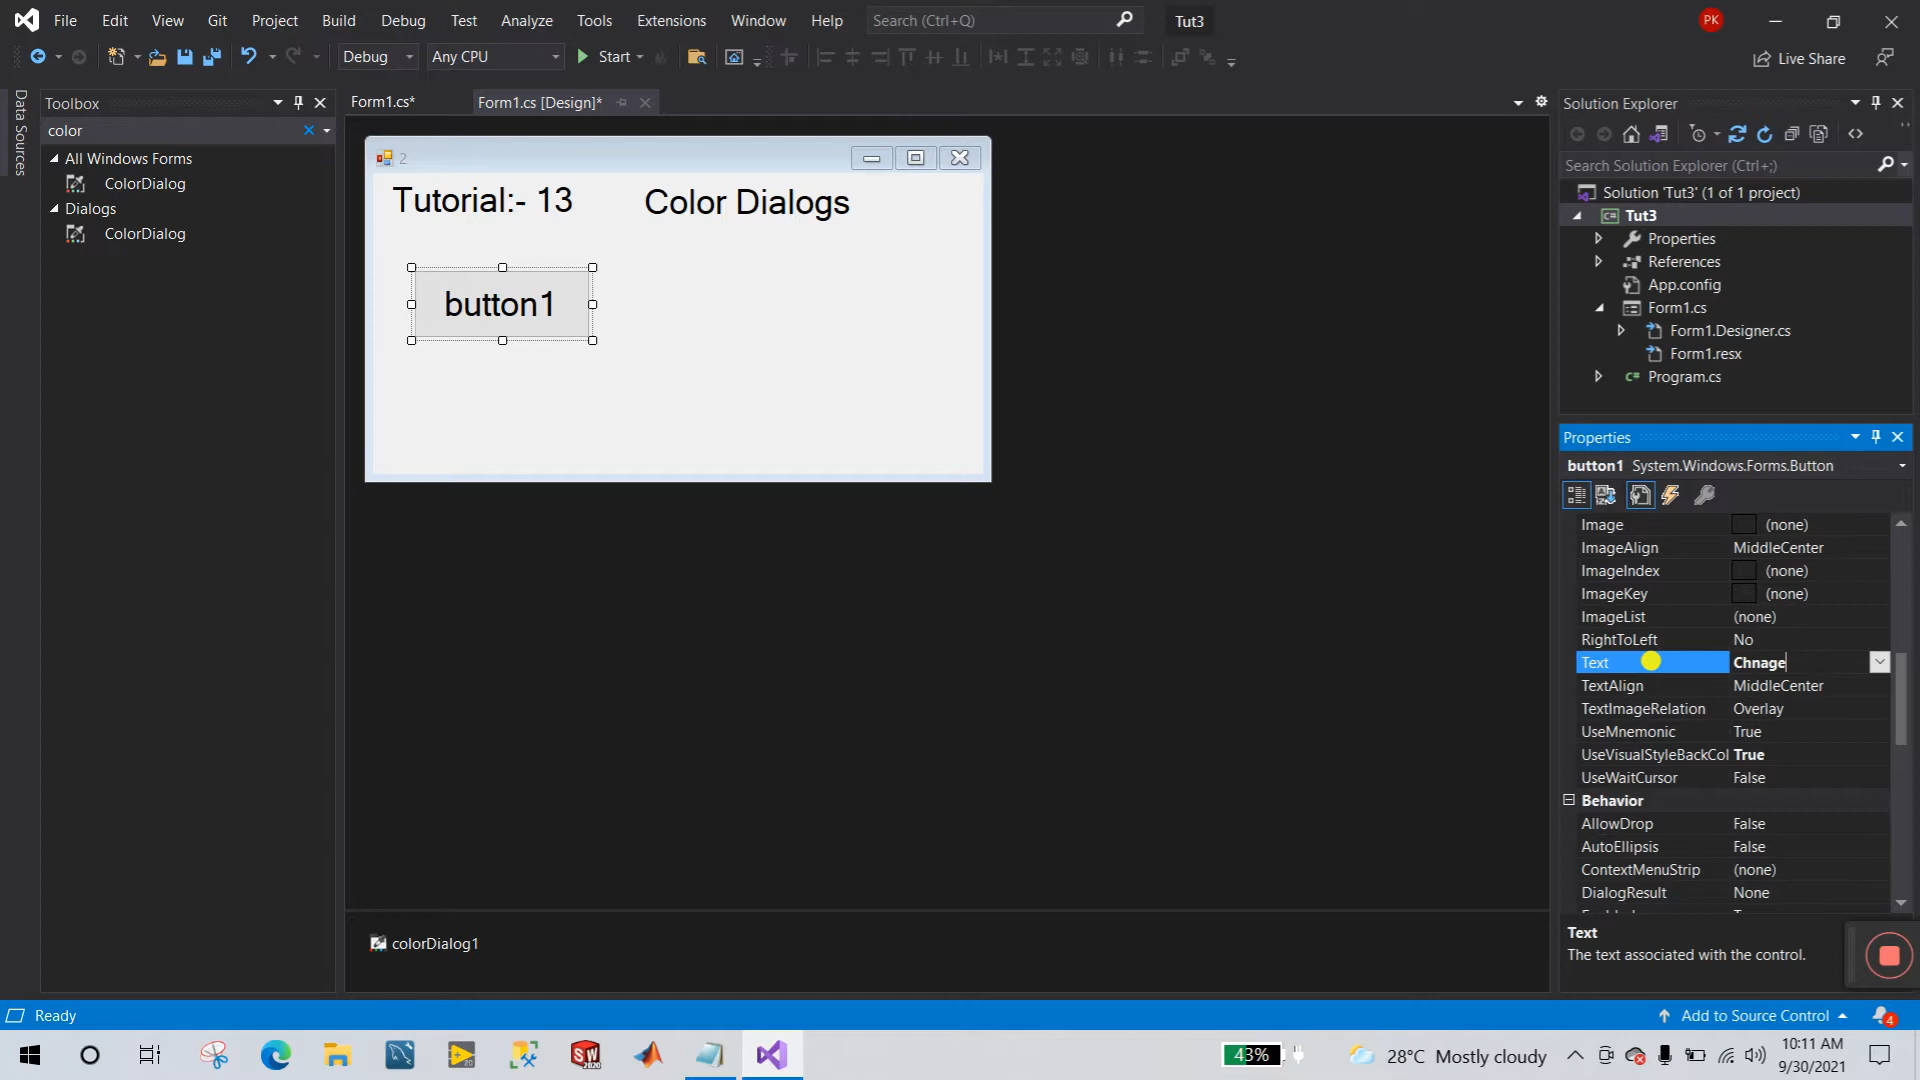 File Edit View Git Project Build Debug Test Analyze Tools Extensions Window Help Search (Ctrl+Q) Tut3 PK
Debug Any CPU Start Live Share
Data Sources
Toolbox
color
All Windows Forms
ColorDialog
Dialogs
ColorDialog
Form1.cs* Form1.cs [Design]*
2
Tutorial:- 13 Color Dialogs
button1
colorDialog1
Solution Explorer
Search Solution Explorer (Ctrl+;)
Solution 'Tut3' (1 of 1 project)
C# Tut3
Properties
References
App.config
Form1.cs
Form1.Designer.cs
Form1.resx
C# Program.cs
Properties
button1 System.Windows.Forms.Button
Image (none)
ImageAlign MiddleCenter
ImageIndex (none)
ImageKey (none)
ImageList (none)
RightToLeft No
Text Chnage
TextAlign MiddleCenter
TextImageRelation Overlay
UseMnemonic True
UseVisualStyleBackCol True
UseWaitCursor False
Behavior
AllowDrop False
AutoEllipsis False
ContextMenuStrip (none)
DialogResult None
Text
The text associated with the control.
Ready Add to Source Control 4
SW 2020 43% 28°C Mostly cloudy 10:11 AM
9/30/2021